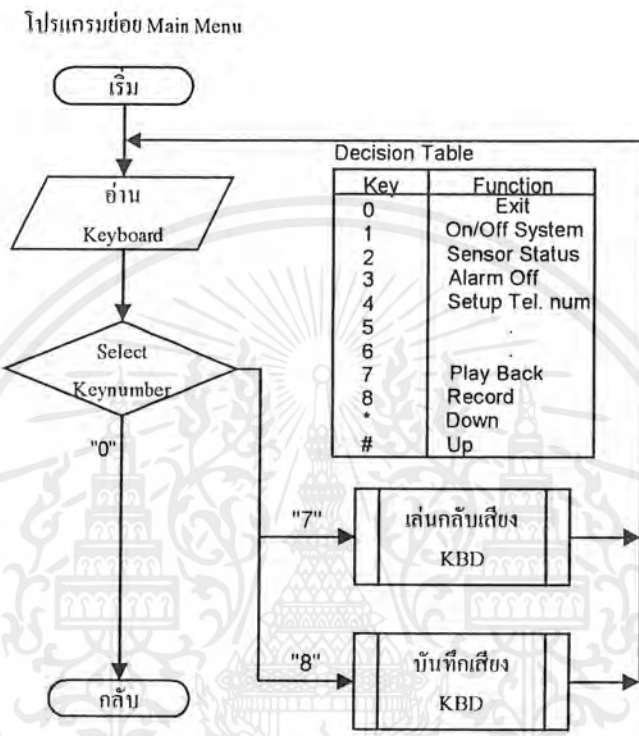 โปรแกรมย่อย Main Menu
เริ่ม
อ่าน
Keyboard
Select
Keynumber
"0"
กลับ
Decision Table
Key Function
0 Exit
1 On/Off System
2 Sensor Status
3 Alarm Off
4 Setup Tel. num
5 .
6 .
7 Play Back
8 Record
* Down
# Up
"7"
เล่นกลับเสียง
KBD
"8"
บันทึกเสียง
KBD